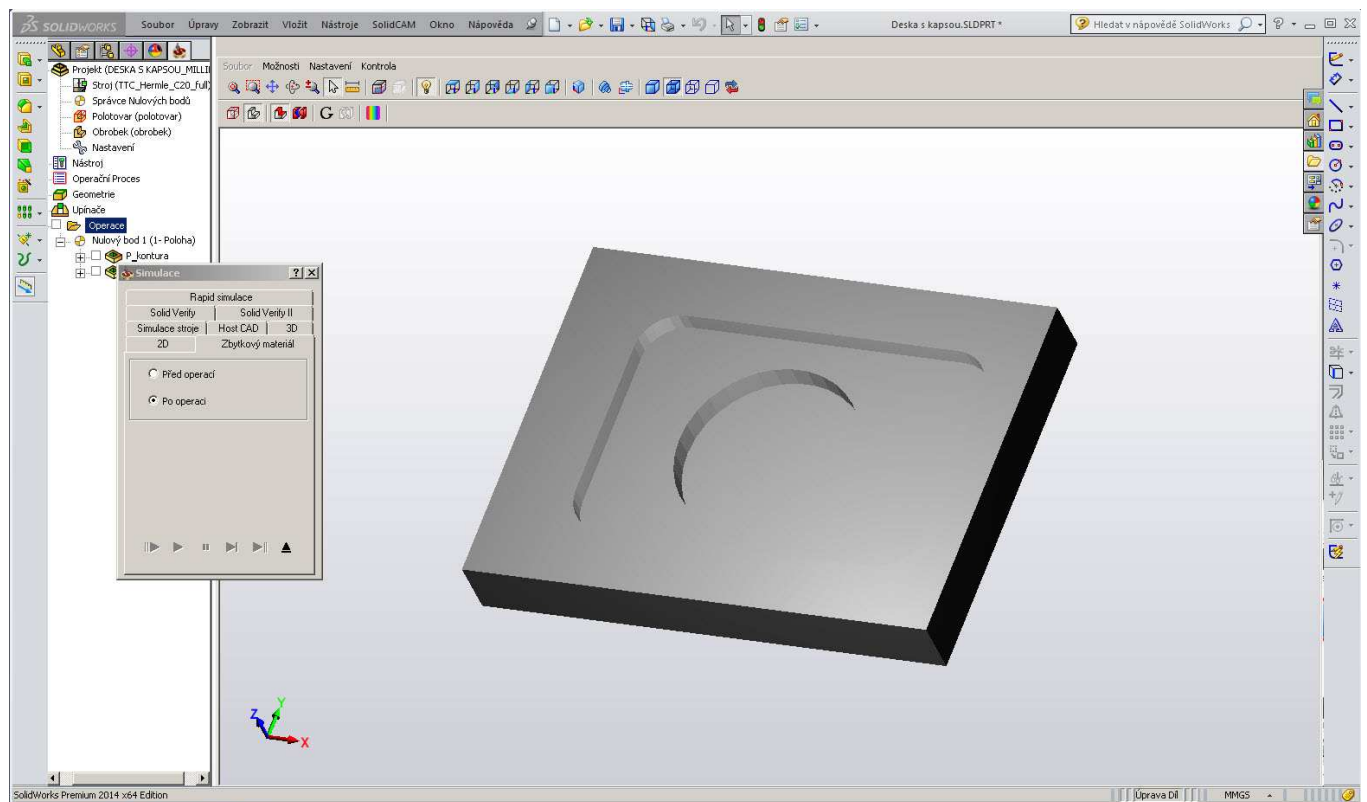 SOLIDWORKS Soubor Úpravy Zobrazit Vložit Nástroje SolidCAM Okno Nápověda Deska s kapsou.SLDPRT * Hledat v nápovědě SolidWorks
Projekt (DESKA S KAPSOU_MILLI
Stroj (TTC_Hermle_C20_full)
Správce Nulových bodů
Polotovar (polotovar)
Obrobek (obrobek)
Nastavení
Nástroj
Operační Proces
Geometrie
Upínače
Operace
Nulový bod 1 (1- Poloha)
P_kontura
Soubor Možnosti Nastavení Kontrola
G
Simulace
Rapid simulace
Solid Verify Solid Verify II
Simulace stroje Host CAD 3D
2D Zbytkový materiál
Před operací
Po operaci
Y
Z
X
SolidWorks Premium 2014 x64 Edition Úprava Díl MMGS